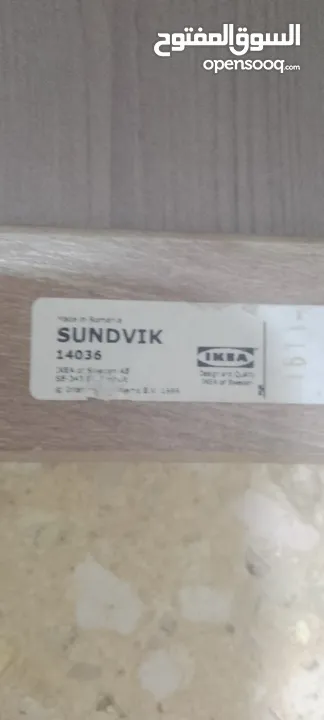 السوق المفتوح
opensooq.com
Made in Romania
SUNDVIK
14036
IKEA of Sweden AB
IKEA
Design and Quality
IKEA of Sweden